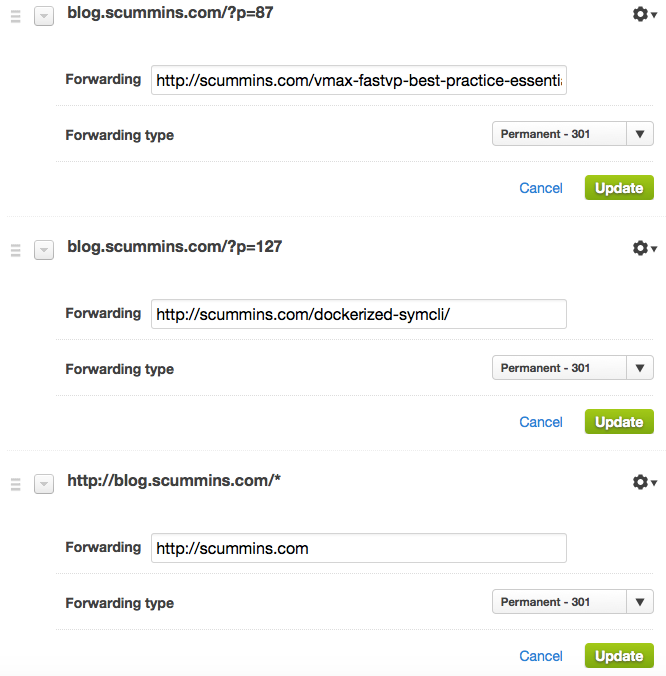 blog.scummins.com/?p=87
Forwarding http://scummins.com/vmax-fastvp-best-practice-essenti
Forwarding type Permanent - 301
Cancel Update
blog.scummins.com/?p=127
Forwarding http://scummins.com/dockerized-symcli/
Forwarding type Permanent - 301
Cancel Update
http://blog.scummins.com/*
Forwarding http://scummins.com
Forwarding type Permanent - 301
Cancel Update